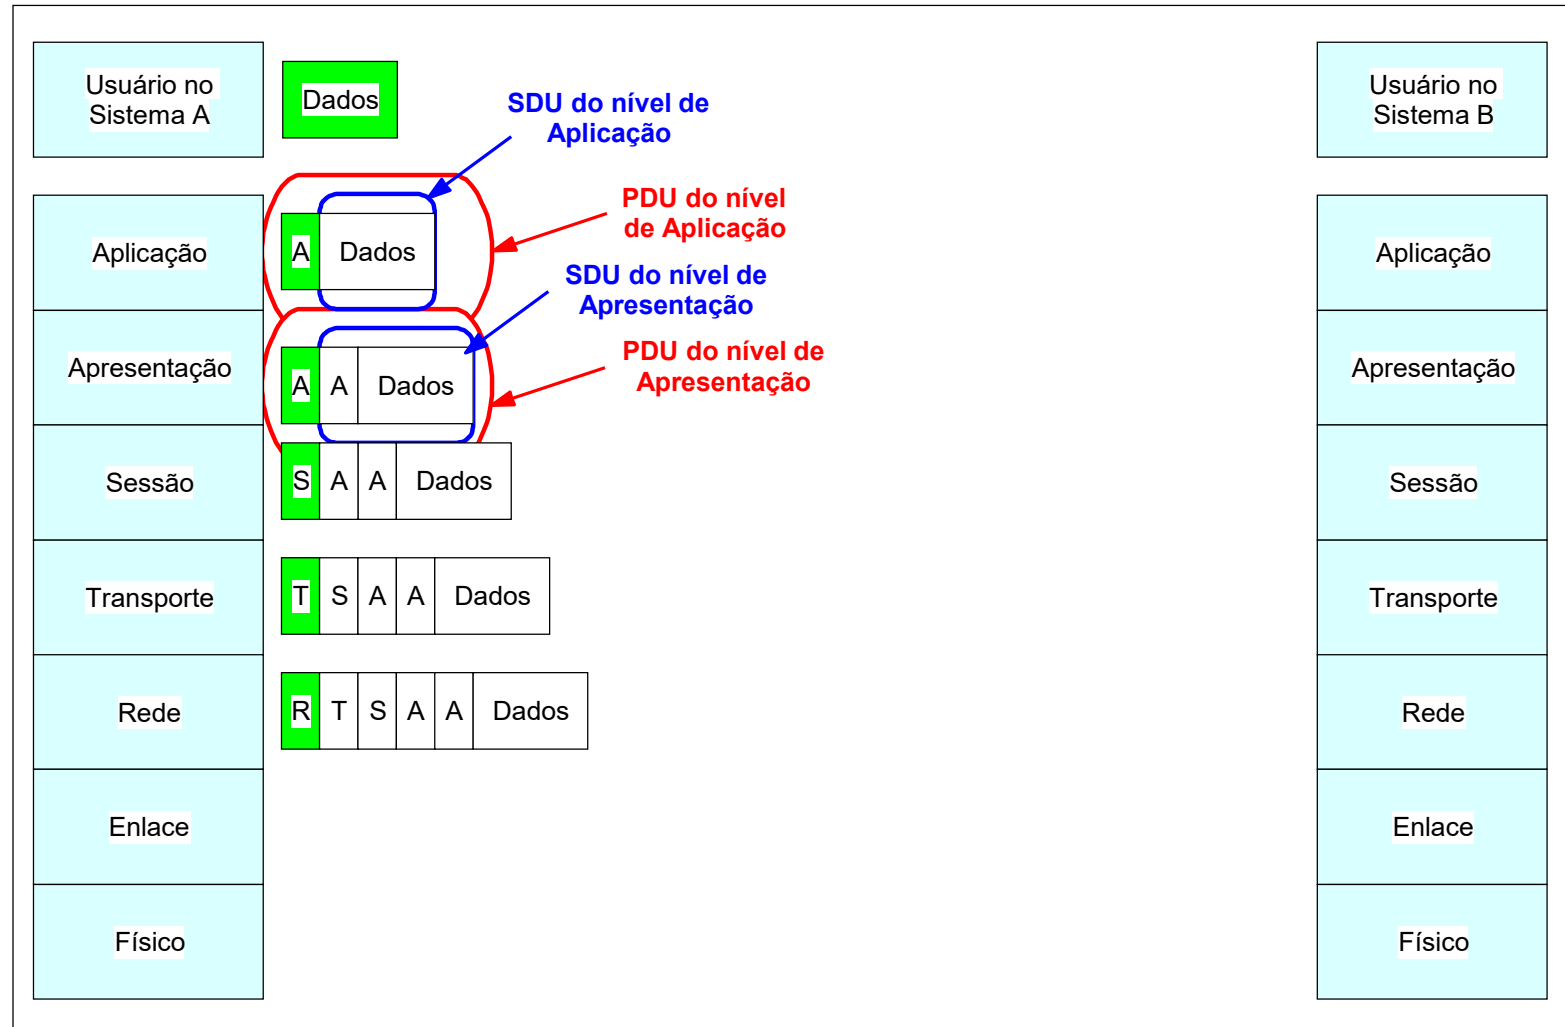 Usuário no
Sistema A
Dados
SDU do nível de
Aplicação
Usuário no
Sistema B
Aplicação
A Dados
PDU do nível
de Aplicação
Aplicação
SDU do nível de
Apresentação
Apresentação
A A Dados
PDU do nível de
Apresentação
Apresentação
Sessão
S A A Dados
Sessão
Transporte
T S A A Dados
Transporte
Rede
R T S A A Dados
Rede
Enlace
Enlace
Físico
Físico